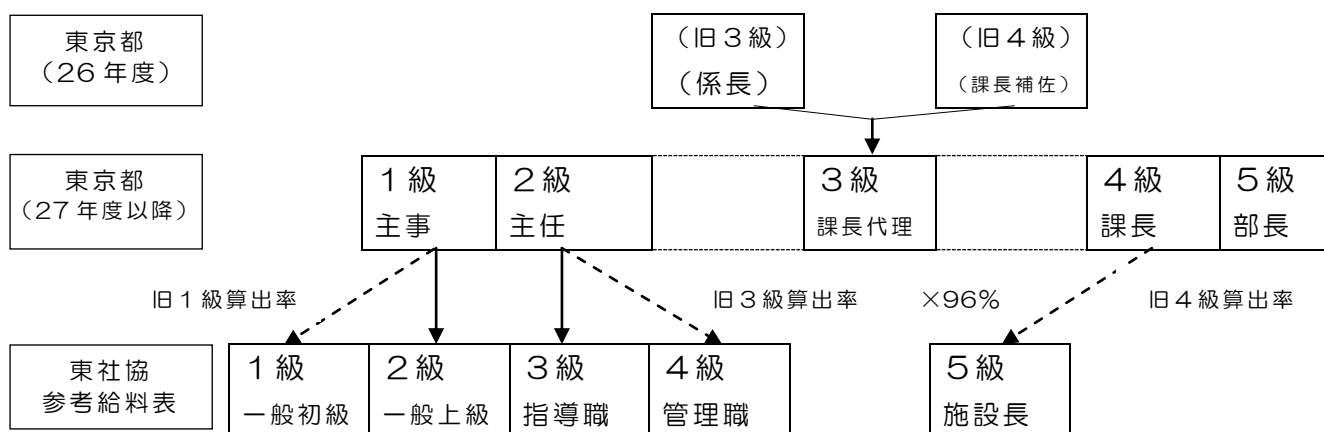 東京都
（26年度）
（旧3級）
（係長）
（旧4級）
（課長補佐）
東京都
（27年度以降）
1級
主事
2級
主任
3級
課長代理
4級
課長
5級
部長
旧1級算出率
旧3級算出率
×96%
旧4級算出率
東社協
参考給料表
1級
一般初級
2級
一般上級
3級
指導職
4級
管理職
5級
施設長